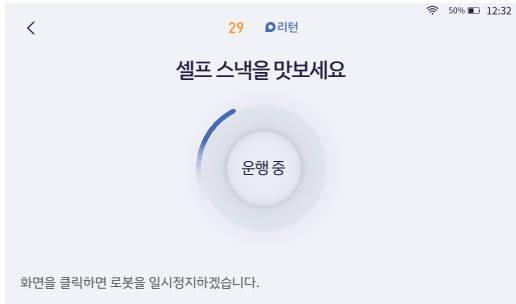 50% 12:32
29 리턴
셀프 스낵을 맛보세요
운행 중
화면을 클릭하면 로봇을 일시정지하겠습니다.